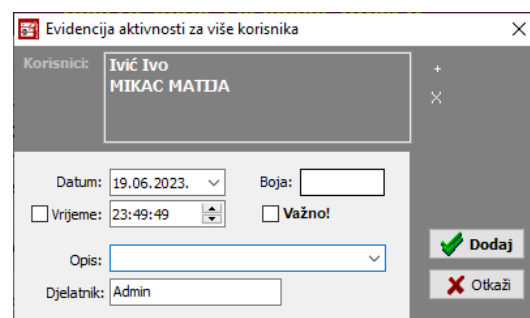 Evidencija aktivnosti za više korisnika
Korisnici:
Ivić Ivo
MIKAC MATIJA
Datum: 19.06.2023. Boja:
Vrijeme: 23:49:49 Važno!
Opis:
Dodaj
Djelatnik: Admin
Otkaži